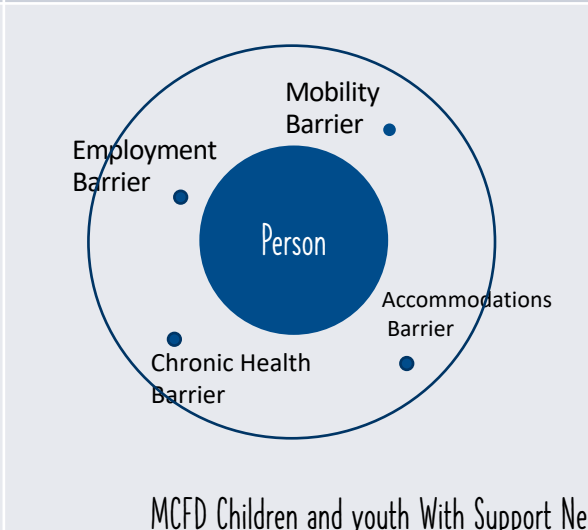 Mobility
Barrier
Employment
Barrier
Person
Accommodations
Barrier
Chronic Health
Barrier
MCFD Children and youth With Support